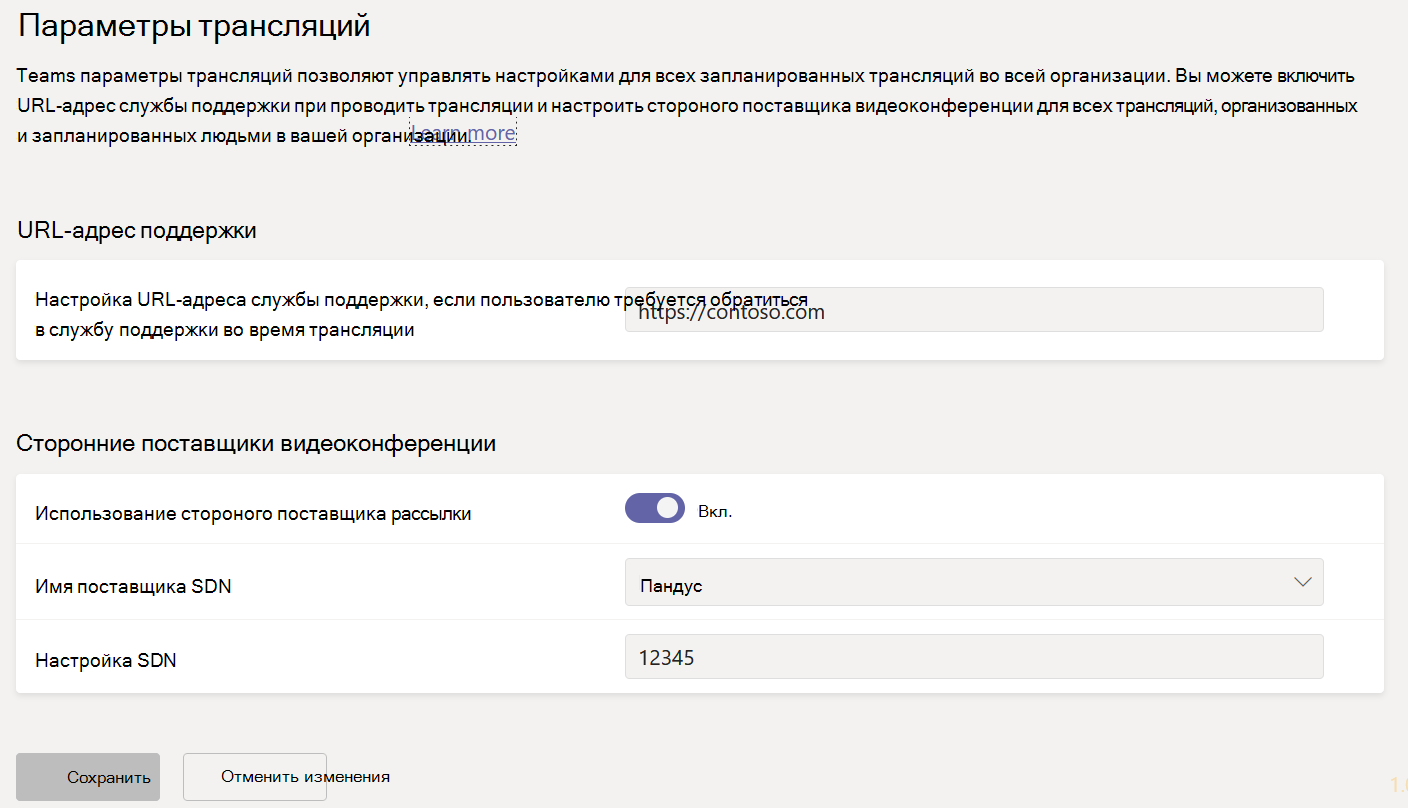 Параметры трансляций
Teams параметры трансляций позволяют управлять настройками для всех запланированных трансляций во всей организации. Вы можете включить
URL-адрес службы поддержки при проводить трансляции и настроить стороного поставщика видеоконференции для всех трансляций, организованных
и запланированных людьми в вашей организации. Learn more
URL-адрес поддержки
Настройка URL-адреса службы поддержки, если пользователю требуется обратиться
в службу поддержки во время трансляции
https://contoso.com
Сторонние поставщики видеоконференции
Использование стороного поставщика рассылки
Вкл.
Имя поставщика SDN
Пандус
Настройка SDN
12345
Сохранить
Отменить изменения